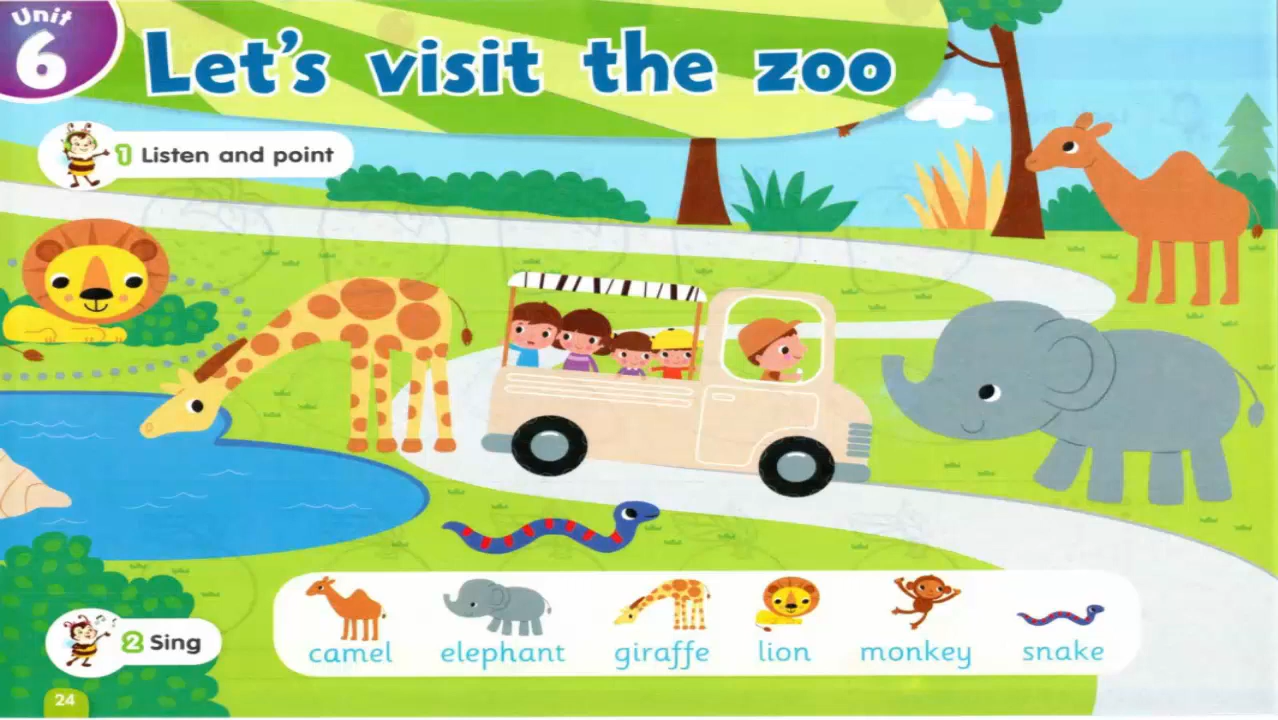 Unit
6
Let's visit the zoo
1 Listen and point
camel elephant giraffe lion monkey snake
2 Sing
24